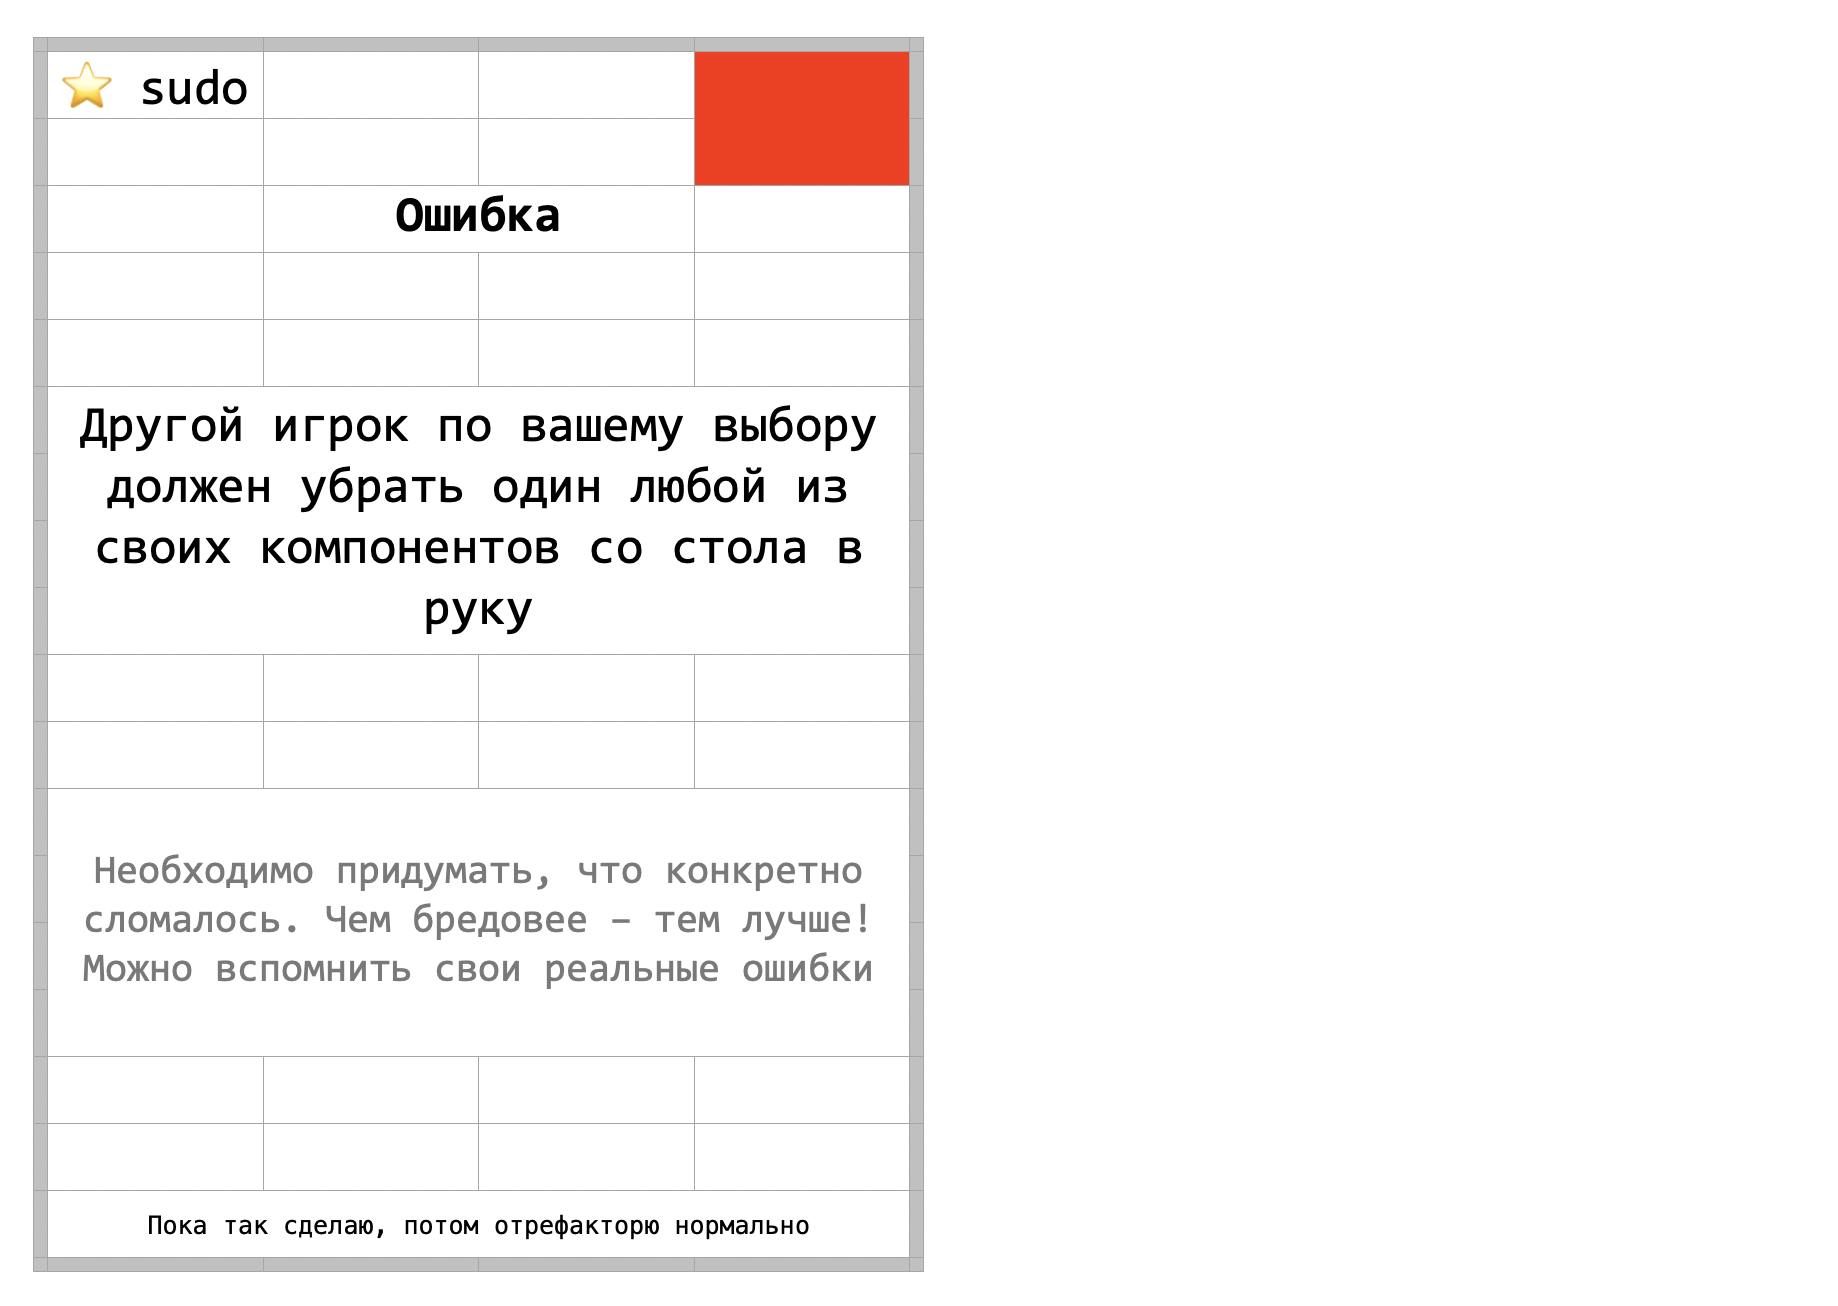 ⭐ sudo
Ошибка
Другой игрок по вашему выбору
должен убрать один любой из
своих компонентов со стола в
руку
Необходимо придумать, что конкретно
сломалось. Чем бредовее – тем лучше!
Можно вспомнить свои реальные ошибки
Пока так сделаю, потом отрефакторю нормально